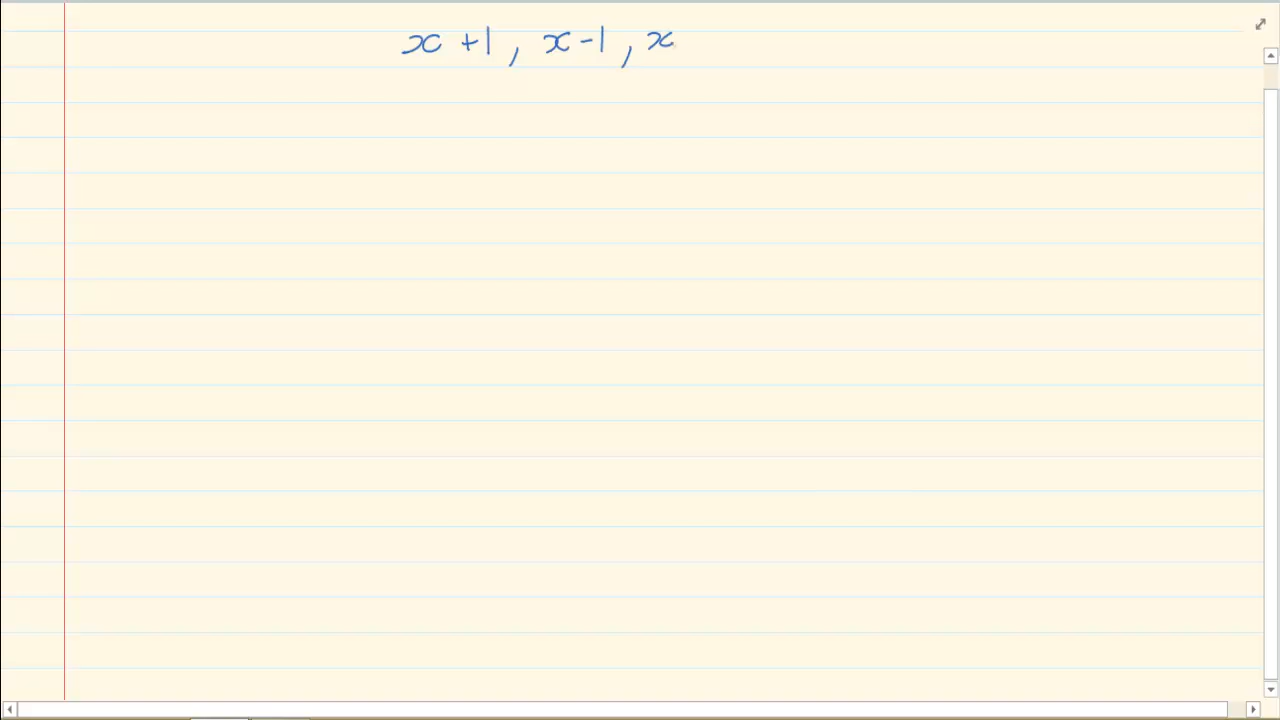 x + 1 , x - 1 , x